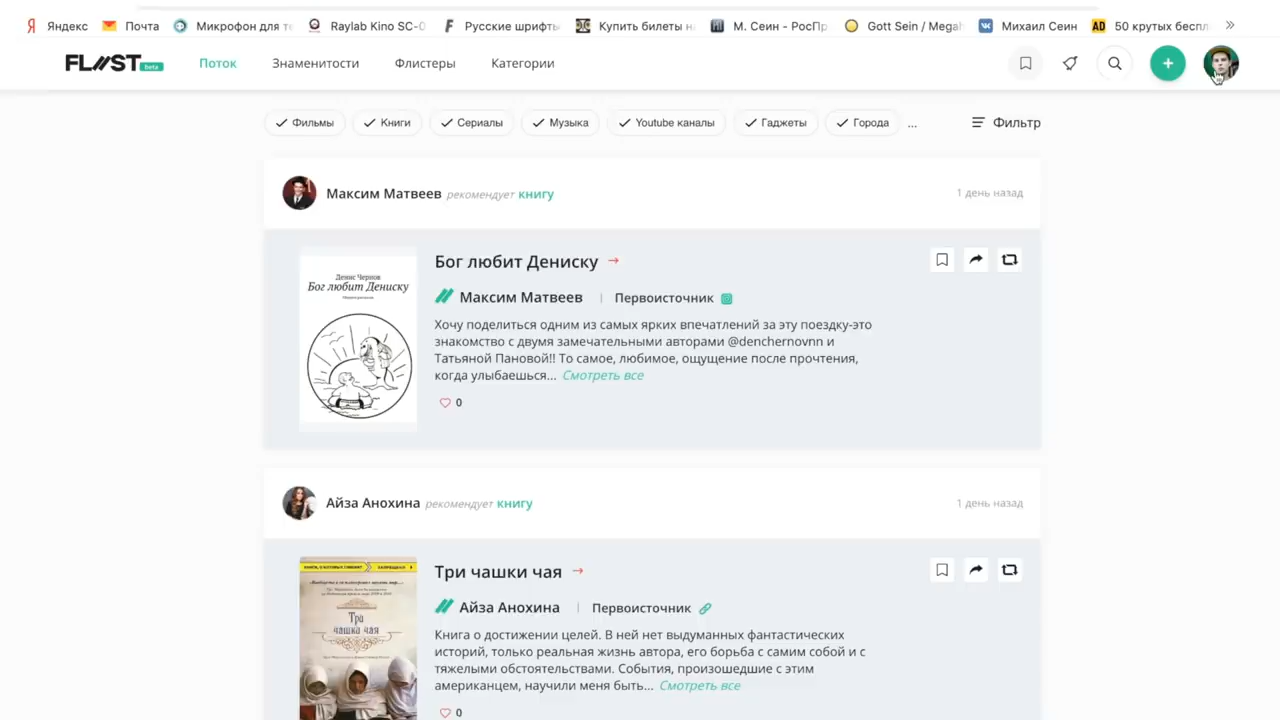 Яндекс Почта Микрофон для те Raylab Kino SC-0 Русские шрифты Купить билеты на М. Сеин - РосПр Gott Sein / Megah Михаил Сеин AD 50 крутых беспл
FLIST beta Поток Знаменитости Флистеры Категории
Фильмы Книги Сериалы Музыка Youtube каналы Гаджеты Города ... Фильтр
Максим Матвеев рекомендует книгу 1 день назад
Бог любит Дениску →
Денис Чернов
Бог любит Дениску
Максим Матвеев | Первоисточник
Хочу поделиться одним из самых ярких впечатлений за эту поездку-это
знакомство с двумя замечательными авторами @denchernovnn и
Татьяной Пановой!! То самое, любимое, ощущение после прочтения,
когда улыбаешься... Смотреть все
0
Айза Анохина рекомендует книгу 1 день назад
Три чашки чая →
Три
чашки чая
Айза Анохина | Первоисточник
Книга о достижении целей. В ней нет выдуманных фантастических
историй, только реальная жизнь автора, его борьба с самим собой и с
тяжелыми обстоятельствами. События, произошедшие с этим
американцем, научили меня быть... Смотреть все
0